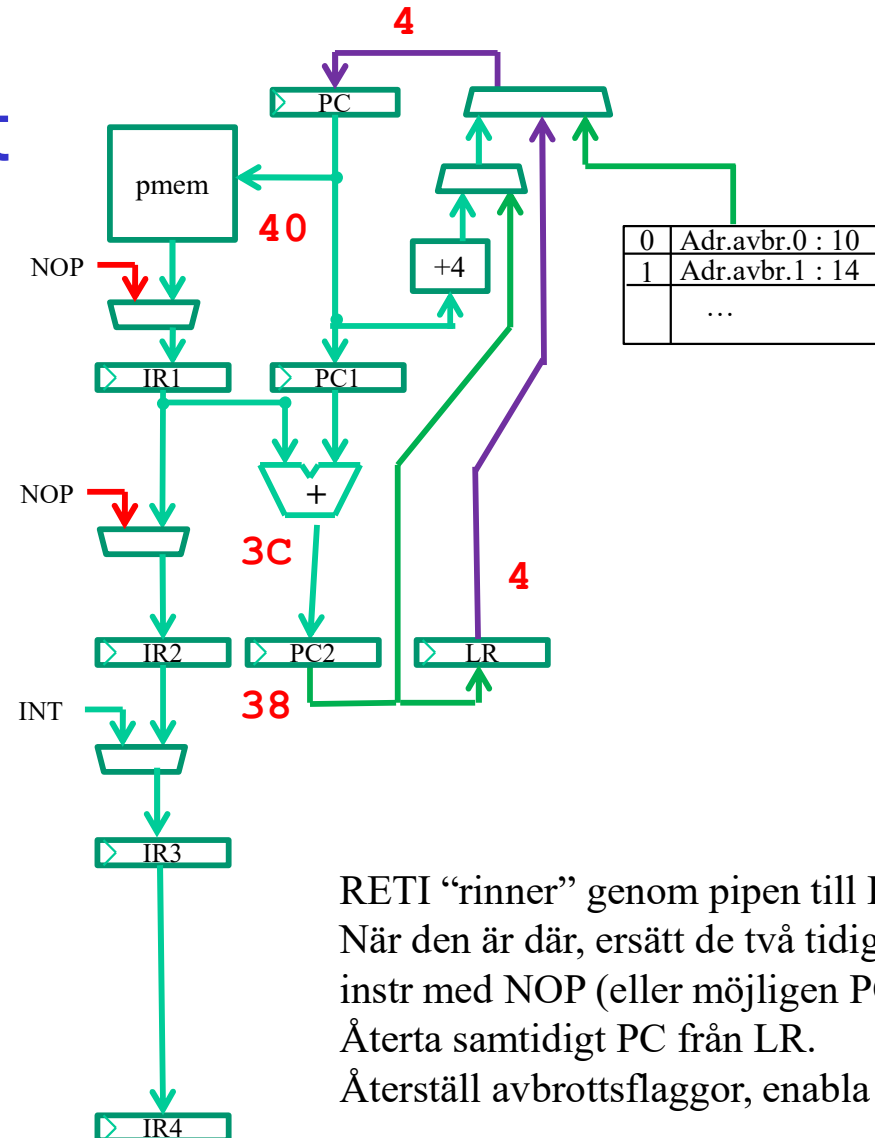 4
t
PC
pmem
40
NOP
+4
0 Adr.avbr.0 : 10
1 Adr.avbr.1 : 14
…
IR1
PC1
NOP
+
3C
4
IR2
PC2
LR
INT
38
IR3
RETI “rinner” genom pipen till
När den är där, ersätt de två
instr med NOP (eller möjligen
Återta samtidigt PC från LR.
Återställ avbrottsflaggor, enabla
IR4